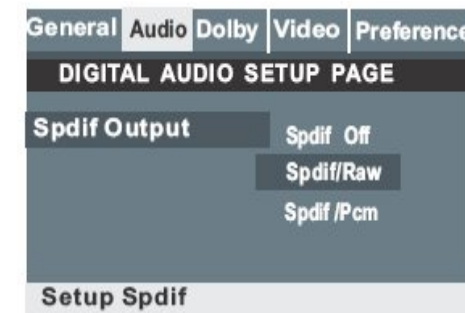 General Audio Dolby Video Preference
DIGITAL AUDIO SETUP PAGE
Spdif Output
Spdif Off
Spdif/Raw
Spdif /Pcm
Setup Spdif